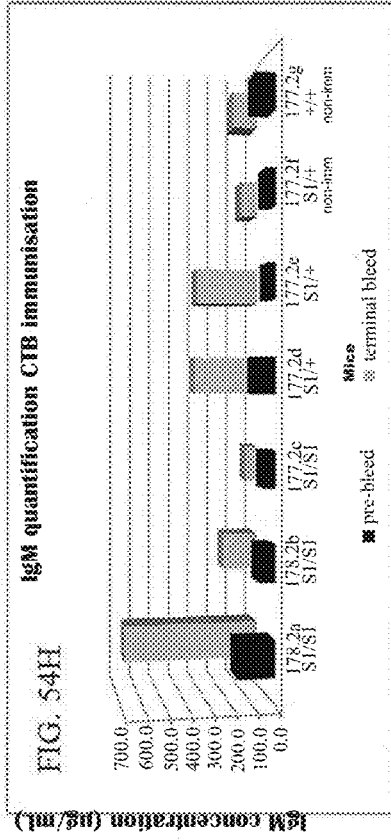 FIG. 54H
IgM quantification CTB immunisation
IgM concentration (µg/ml)
700.0
600.0
500.0
400.0
300.0
200.0
100.0
0.0
178.2a 178.2b 177.2c 177.2d 177.2e 177.2f 177.2g
S1/S1 S1/S1 S1/S1 S1/+ S1/+ S1/+ +/+
non-imm non-imm
Mice
pre-bleed terminal bleed